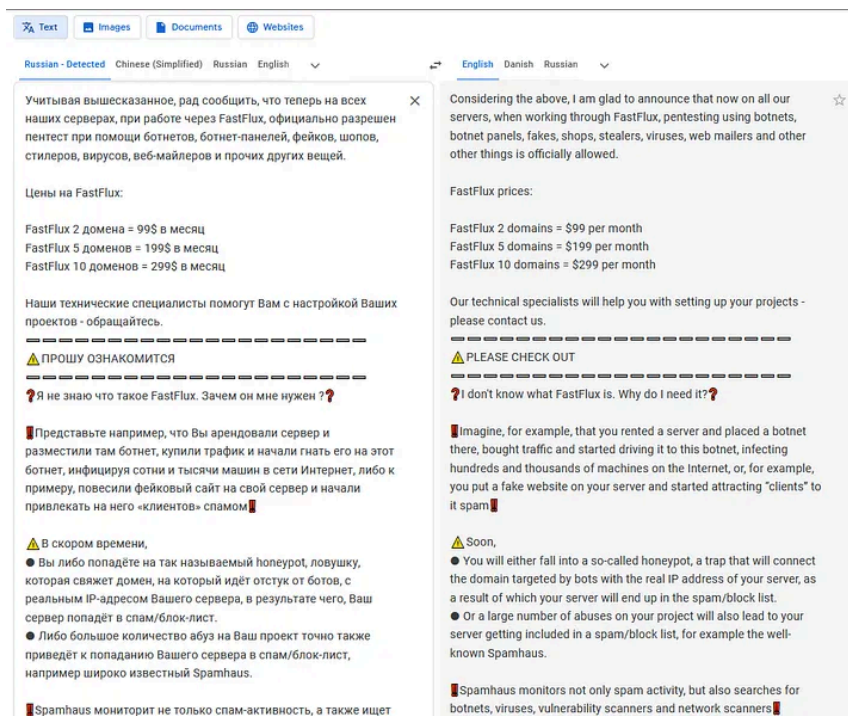 Text
Images
Documents
Websites
Russian - Detected
Chinese (Simplified)
Russian
English
English
Danish
Russian
Учитывая вышесказанное, рад сообщить, что теперь на всех
наших серверах, при работе через FastFlux, официально разрешен
пентест при помощи ботнетов, ботнет-панелей, фейков, шопов,
стилеров, вирусов, веб-майлеров и прочих других вещей.
Цены на FastFlux:
FastFlux 2 домена = 99$ в месяц
FastFlux 5 доменов = 199$ в месяц
FastFlux 10 доменов = 299$ в месяц
Наши технические специалисты помогут Вам с настройкой Ваших
проектов - обращайтесь.
ПРОШУ ОЗНАКОМИТСЯ
❓Я не знаю что такое FastFlux. Зачем он мне нужен ?❓
❗Представьте например, что Вы арендовали сервер и
разместили там ботнет, купили трафик и начали гнать его на этот
ботнет, инфицируя сотни и тысячи машин в сети Интернет, либо к
примеру, повесили фейковый сайт на свой сервер и начали
привлекать на него «клиентов» спамом❗
⚠ В скором времени,
● Вы либо попадёте на так называемый honeypot, ловушку,
которая свяжет домен, на который идёт отстук от ботов, с
реальным IP-адресом Вашего сервера, в результате чего, Ваш
сервер попадёт в спам/блок-лист.
● Либо большое количество абуз на Ваш проект точно также
приведёт к попаданию Вашего сервера в спам/блок-лист,
например широко известный Spamhaus.
❗Spamhaus мониторит не только спам-активность, а также ищет
Considering the above, I am glad to announce that now on all our
servers, when working through FastFlux, pentesting using botnets,
botnet panels, fakes, shops, stealers, viruses, web mailers and other
other things is officially allowed.
FastFlux prices:
FastFlux 2 domains = $99 per month
FastFlux 5 domains = $199 per month
FastFlux 10 domains = $299 per month
Our technical specialists will help you with setting up your projects -
please contact us.
⚠ PLEASE CHECK OUT
❓I don't know what FastFlux is. Why do I need it?❓
❗Imagine, for example, that you rented a server and placed a botnet
there, bought traffic and started driving it to this botnet, infecting
hundreds and thousands of machines on the Internet, or, for example,
you put a fake website on your server and started attracting "clients" to
it spam❗
⚠ Soon,
● You will either fall into a so-called honeypot, a trap that will connect
the domain targeted by bots with the real IP address of your server, as
a result of which your server will end up in the spam/block list.
● Or a large number of abuses on your project will also lead to your
server getting included in a spam/block list, for example the well-
known Spamhaus.
❗Spamhaus monitors not only spam activity, but also searches for
botnets, viruses, vulnerability scanners and network scanners❗